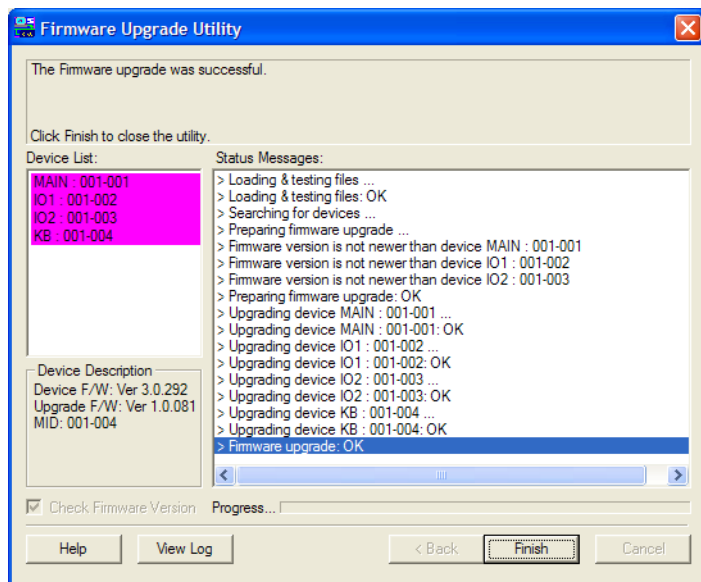 Firmware Upgrade Utility
The Firmware upgrade was successful.
Click Finish to close the utility.
Device List:
MAIN : 001-001
IO1 : 001-002
IO2 : 001-003
KB : 001-004
Device Description
Device F/W: Ver 3.0.292
Upgrade F/W: Ver 1.0.081
MID: 001-004
Status Messages:
> Loading & testing files ...
> Loading & testing files: OK
> Searching for devices ...
> Preparing firmware upgrade ...
> Firmware version is not newer than device MAIN : 001-001
> Firmware version is not newer than device IO1 : 001-002
> Firmware version is not newer than device IO2 : 001-003
> Preparing firmware upgrade: OK
> Upgrading device MAIN : 001-001 ...
> Upgrading device MAIN : 001-001: OK
> Upgrading device IO1 : 001-002 ...
> Upgrading device IO1 : 001-002: OK
> Upgrading device IO2 : 001-003 ...
> Upgrading device IO2 : 001-003: OK
> Upgrading device KB : 001-004 ...
> Upgrading device KB : 001-004: OK
> Firmware upgrade: OK
Check Firmware Version
Progress...
Help
View Log
< Back
Finish
Cancel